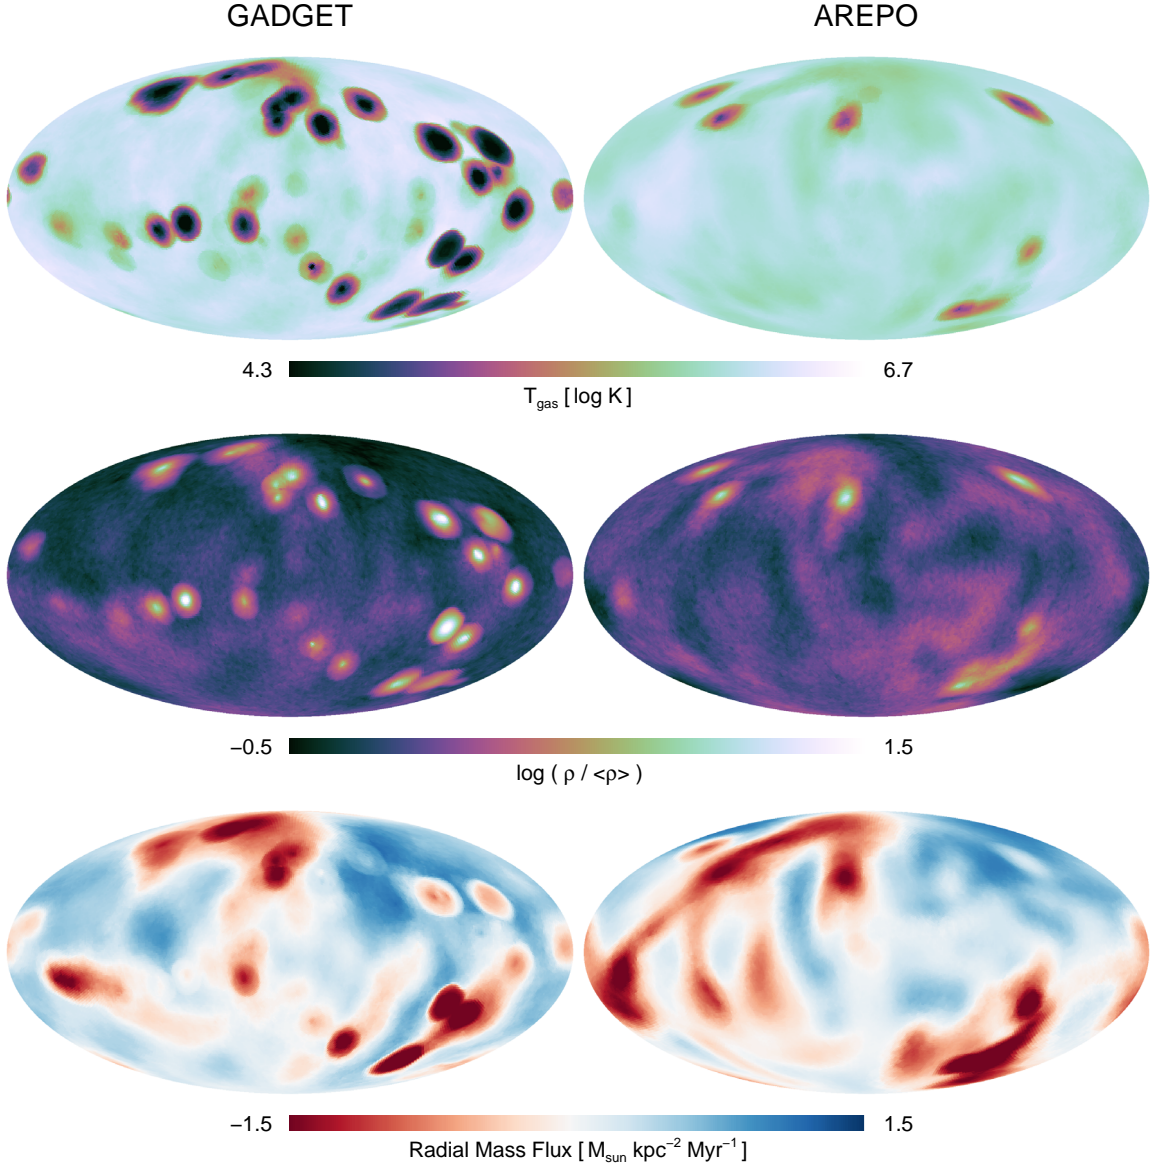 GADGET AREPO
4.3 6.7
T_gas [ log K ]
−0.5 1.5
log ( ρ / <ρ> )
−1.5 1.5
Radial Mass Flux [ M_sun kpc⁻² Myr⁻¹ ]